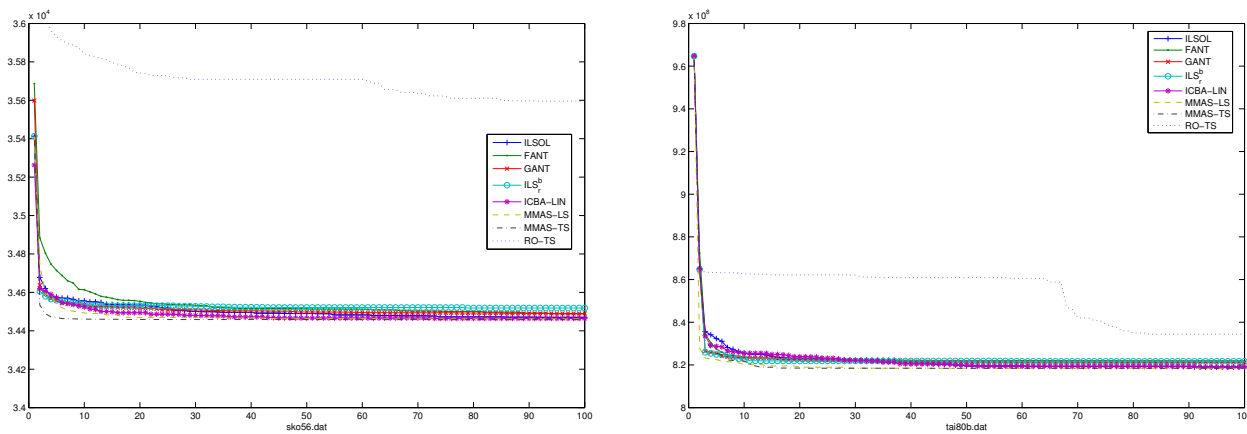 x 10^4
3.6
3.58
3.56
3.54
3.52
3.5
3.48
3.46
3.44
3.42
3.4
0 10 20 30 40 50 60 70 80 90 100
sko56.dat
ILSOL
FANT
GANT
ILS_r^b
ICBA−LIN
MMAS−LS
MMAS−TS
RO−TS
x 10^8
9.8
9.6
9.4
9.2
9
8.8
8.6
8.4
8.2
8
0 10 20 30 40 50 60 70 80 90 100
tai80b.dat
ILSOL
FANT
GANT
ILS_r^b
ICBA−LIN
MMAS−LS
MMAS−TS
RO−TS